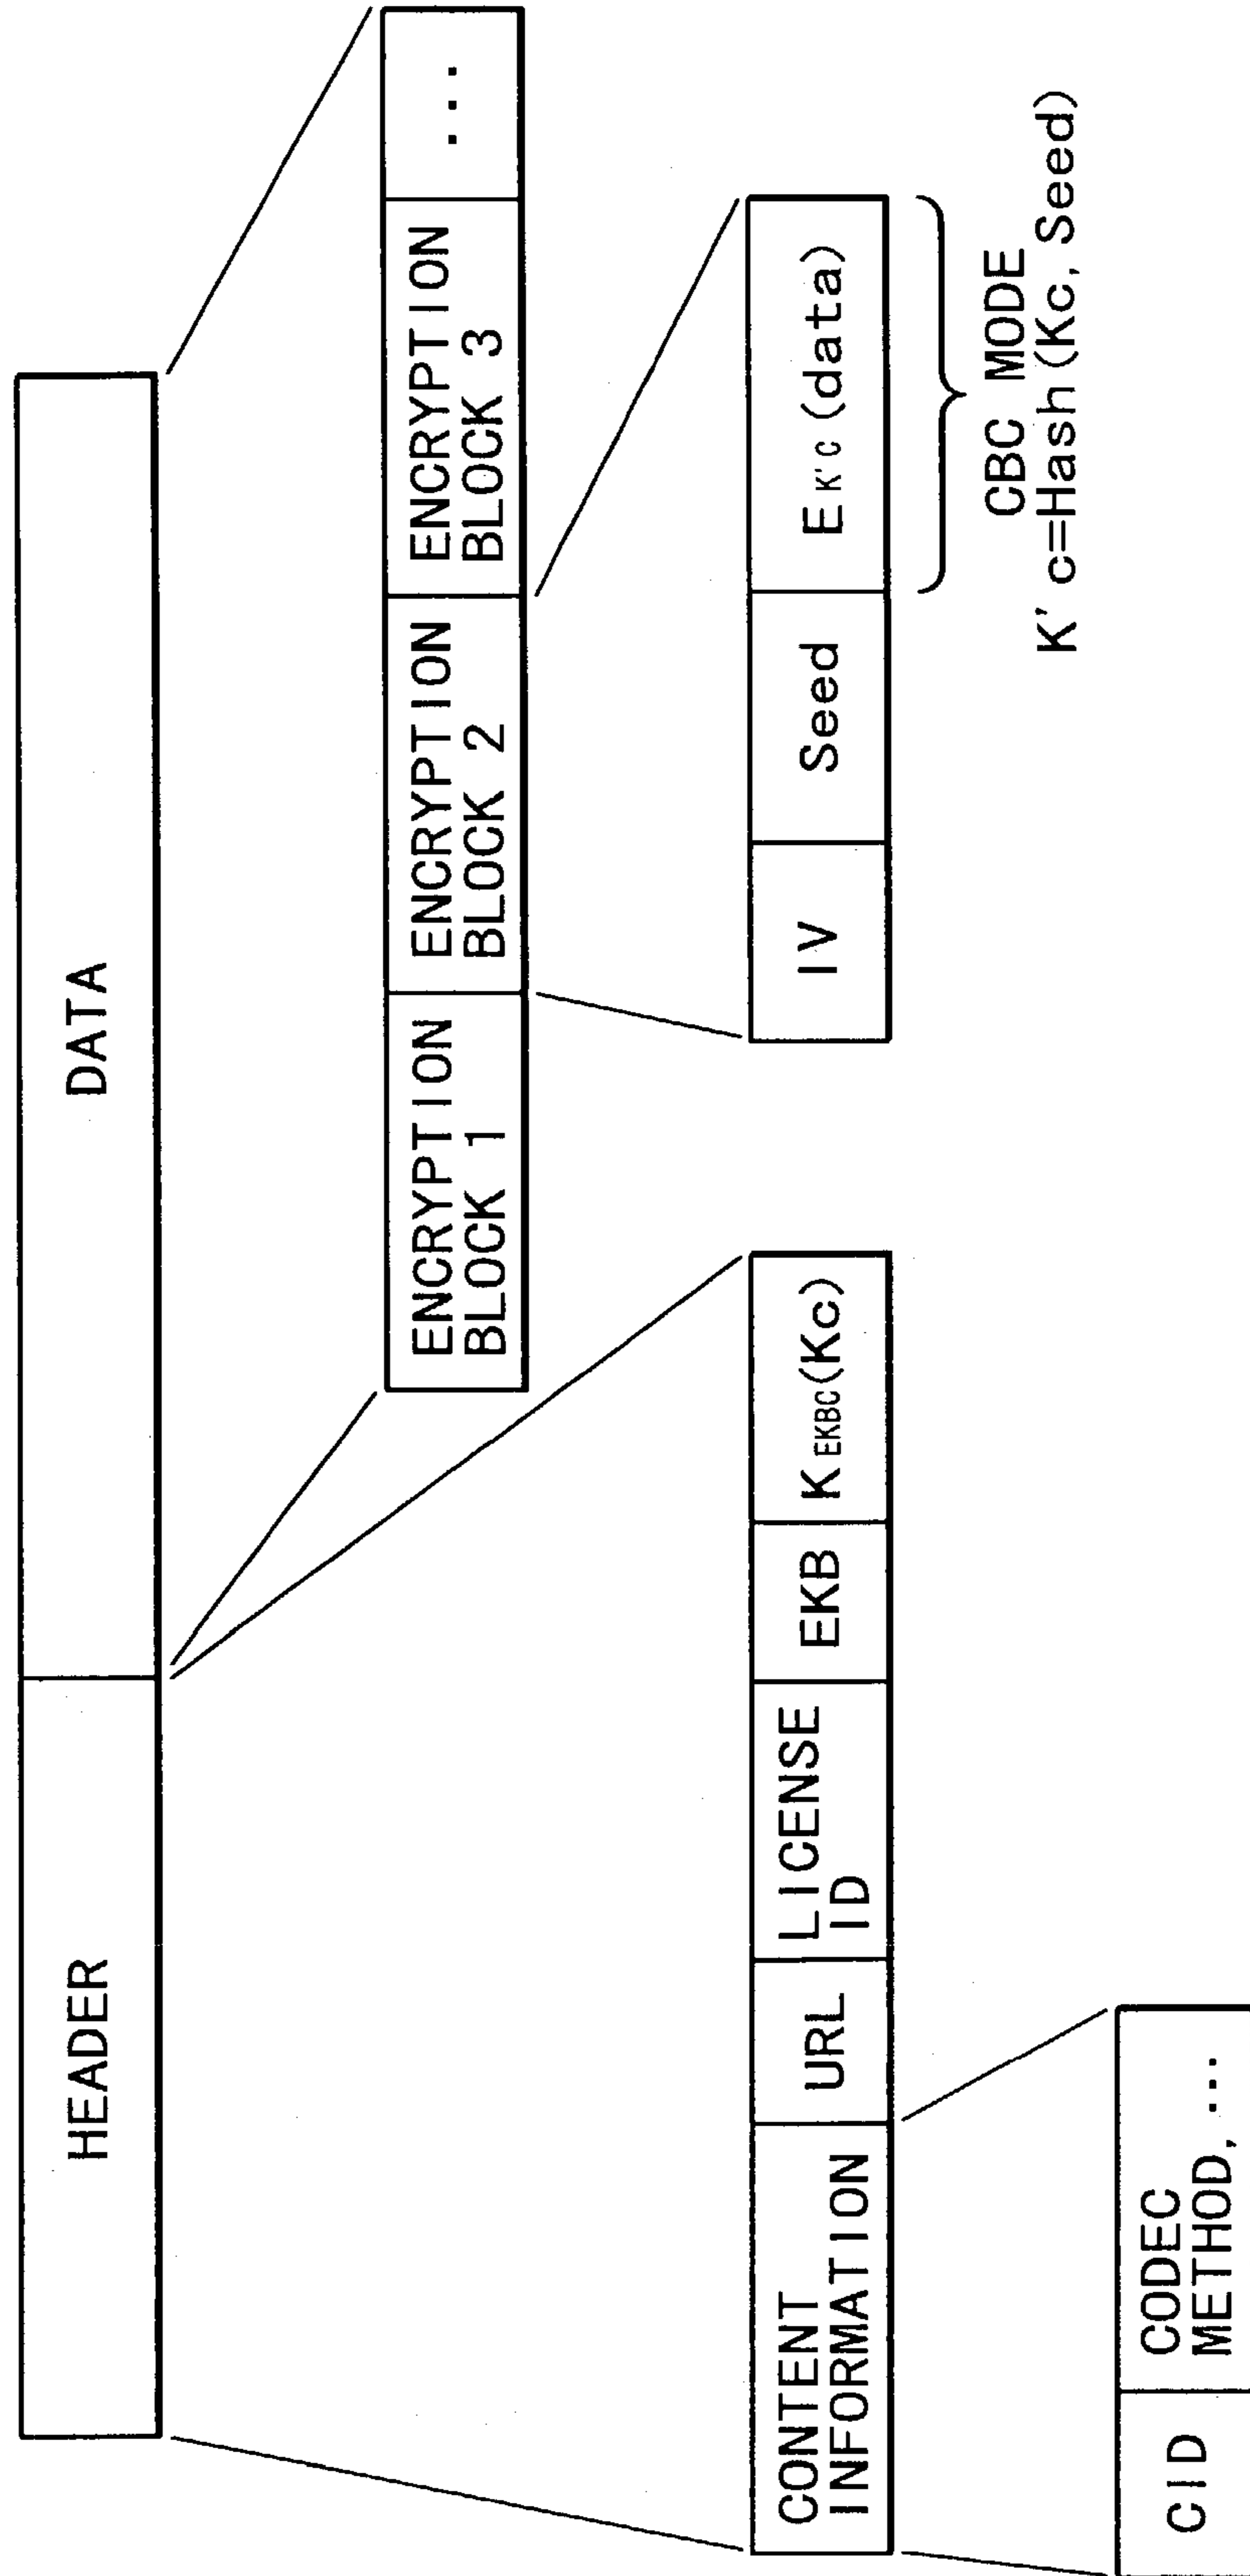 HEADER
DATA
ENCRYPTION
BLOCK 1
ENCRYPTION
BLOCK 2
ENCRYPTION
BLOCK 3
...
CONTENT
INFORMATION
URL
LICENSE
ID
EKB
KEKBC(Kc)
IV
Seed
EK'C(data)
CBC MODE
K'c=Hash(Kc, Seed)
CID
CODEC
METHOD, ...